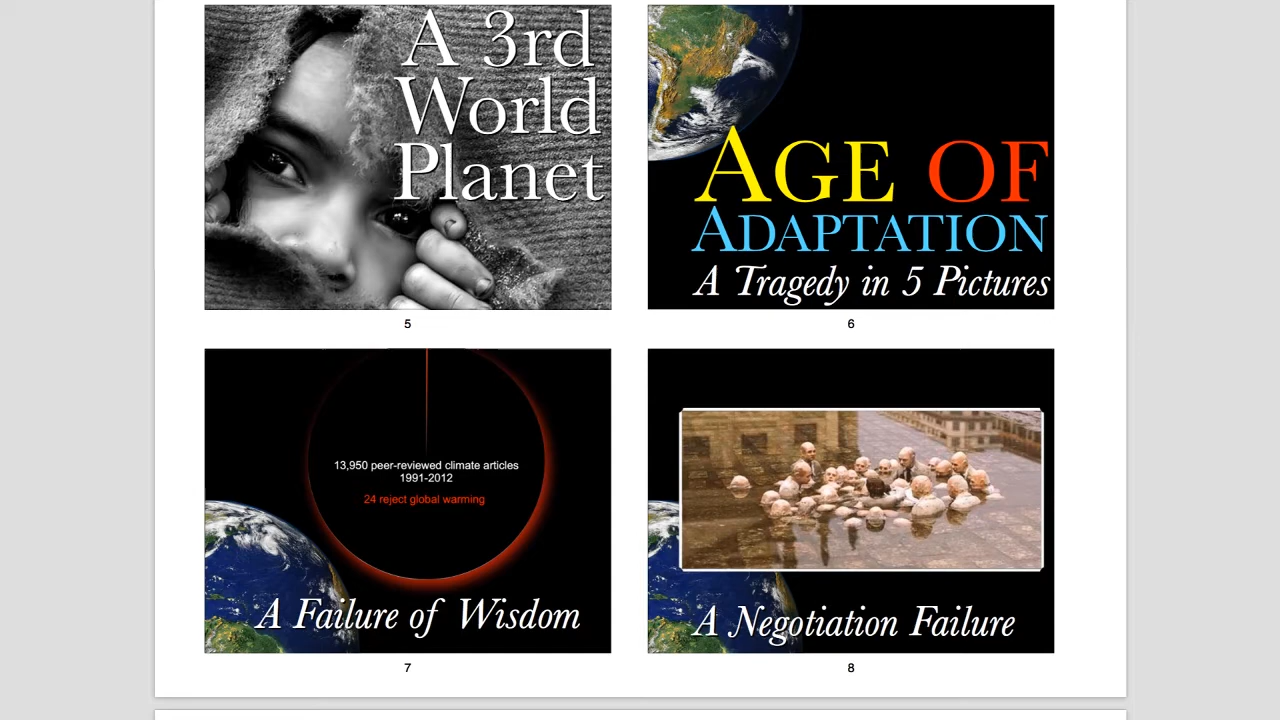 A 3rd
World
Planet
5
AGE OF
ADAPTATION
A Tragedy in 5 Pictures
6
13,950 peer-reviewed climate articles
1991-2012
24 reject global warming
A Failure of Wisdom
7
A Negotiation Failure
8